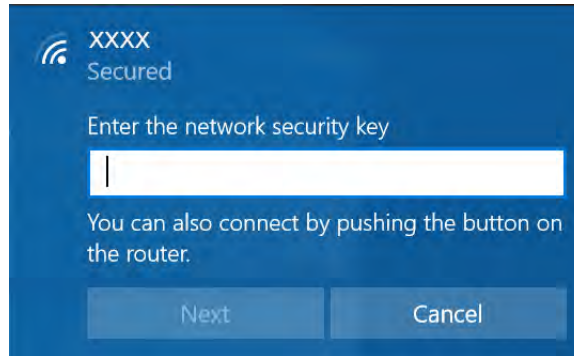 XXXX
Secured
Enter the network security key
You can also connect by pushing the button on
the router.
Next
Cancel